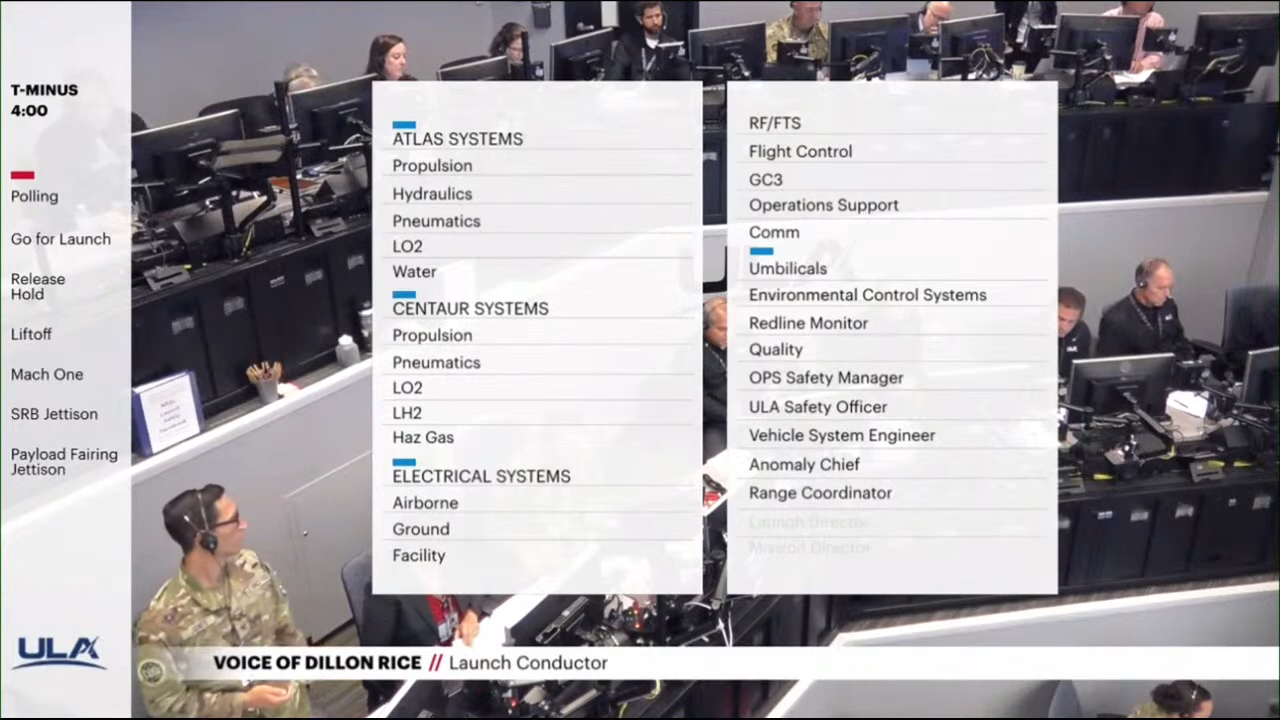 T-MINUS
4:00
Polling
Go for Launch
Release
Hold
Liftoff
Mach One
SRB Jettison
Payload Fairing
Jettison
ULA
ATLAS SYSTEMS
Propulsion
Hydraulics
Pneumatics
LO2
Water
CENTAUR SYSTEMS
Propulsion
Pneumatics
LO2
LH2
Haz Gas
ELECTRICAL SYSTEMS
Airborne
Ground
Facility
RF/FTS
Flight Control
GC3
Operations Support
Comm
Umbilicals
Environmental Control Systems
Redline Monitor
Quality
OPS Safety Manager
ULA Safety Officer
Vehicle System Engineer
Anomaly Chief
Range Coordinator
Launch Director
Mission Director
VOICE OF DILLON RICE // Launch Conductor